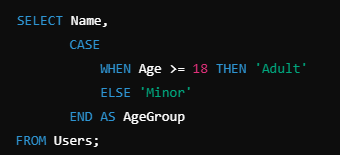 SELECT Name,
CASE
WHEN Age >= 18 THEN 'Adult'
ELSE 'Minor'
END AS AgeGroup
FROM Users;